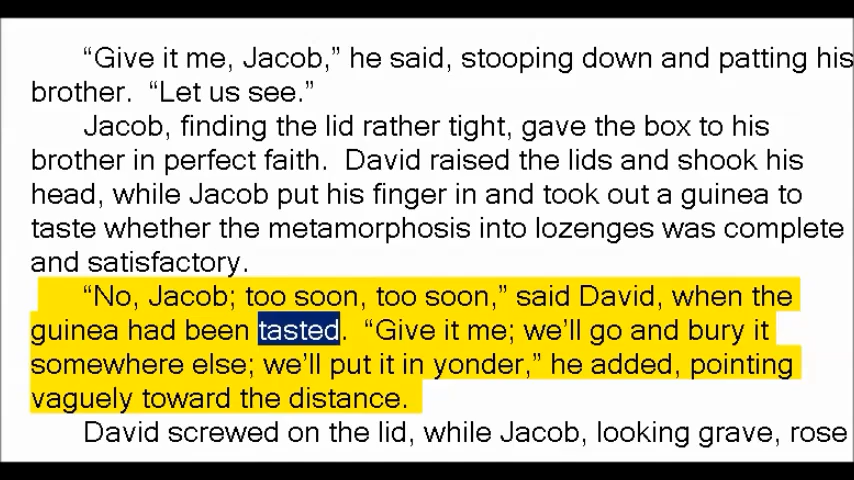 “Give it me, Jacob,” he said, stooping down and patting his
brother.  “Let us see.”
Jacob, finding the lid rather tight, gave the box to his
brother in perfect faith.  David raised the lids and shook his
head, while Jacob put his finger in and took out a guinea to
taste whether the metamorphosis into lozenges was complete
and satisfactory.
“No, Jacob; too soon, too soon,” said David, when the
guinea had been tasted.  “Give it me; we’ll go and bury it
somewhere else; we’ll put it in yonder,” he added, pointing
vaguely toward the distance.
David screwed on the lid, while Jacob, looking grave, rose